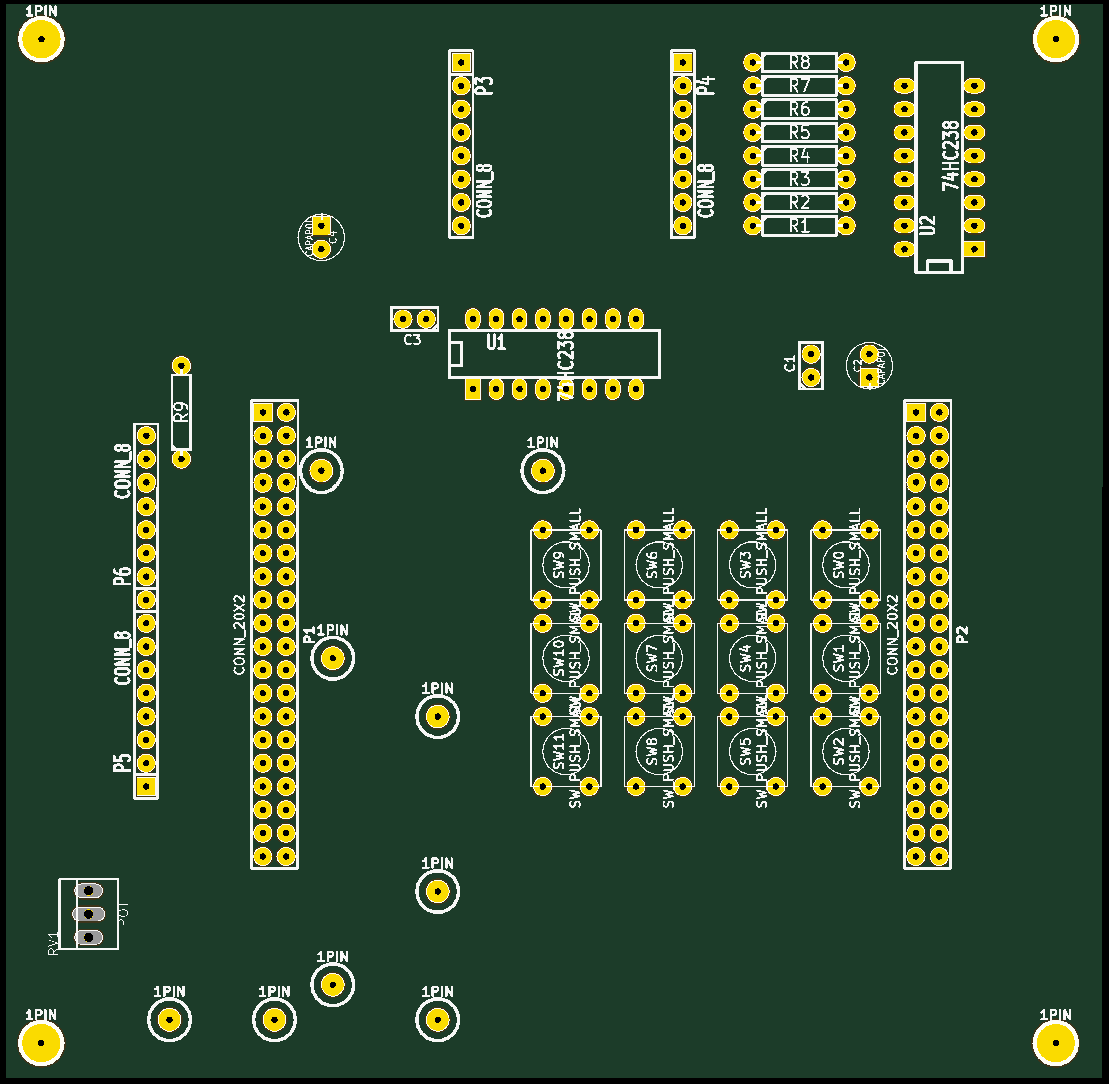 1PIN
1PIN
P3
CONN_8
P4
CONN_8
R8
R7
R6
R5
R4
R3
R2
R1
74HC238
U2
CAPAPOL
C4
C3
U1
74HC238
C1
C2
CAPAPOL
R9
CONN_8
P6
CONN_8
P5
1PIN
1PIN
CONN_20X2
P1
1PIN
1PIN
SW9
SW_PUSH_SMALL
SW6
SW_PUSH_SMALL
SW3
SW_PUSH_SMALL
SW0
SW_PUSH_SMALL
SW10
SW_PUSH_SMALL
SW7
SW_PUSH_SMALL
SW4
SW_PUSH_SMALL
SW1
SW_PUSH_SMALL
SW11
SW_PUSH_SMALL
SW8
SW_PUSH_SMALL
SW5
SW_PUSH_SMALL
SW2
SW_PUSH_SMALL
CONN_20X2
P2
1PIN
RV1
1PIN
1PIN
1PIN
1PIN
1PIN
1PIN